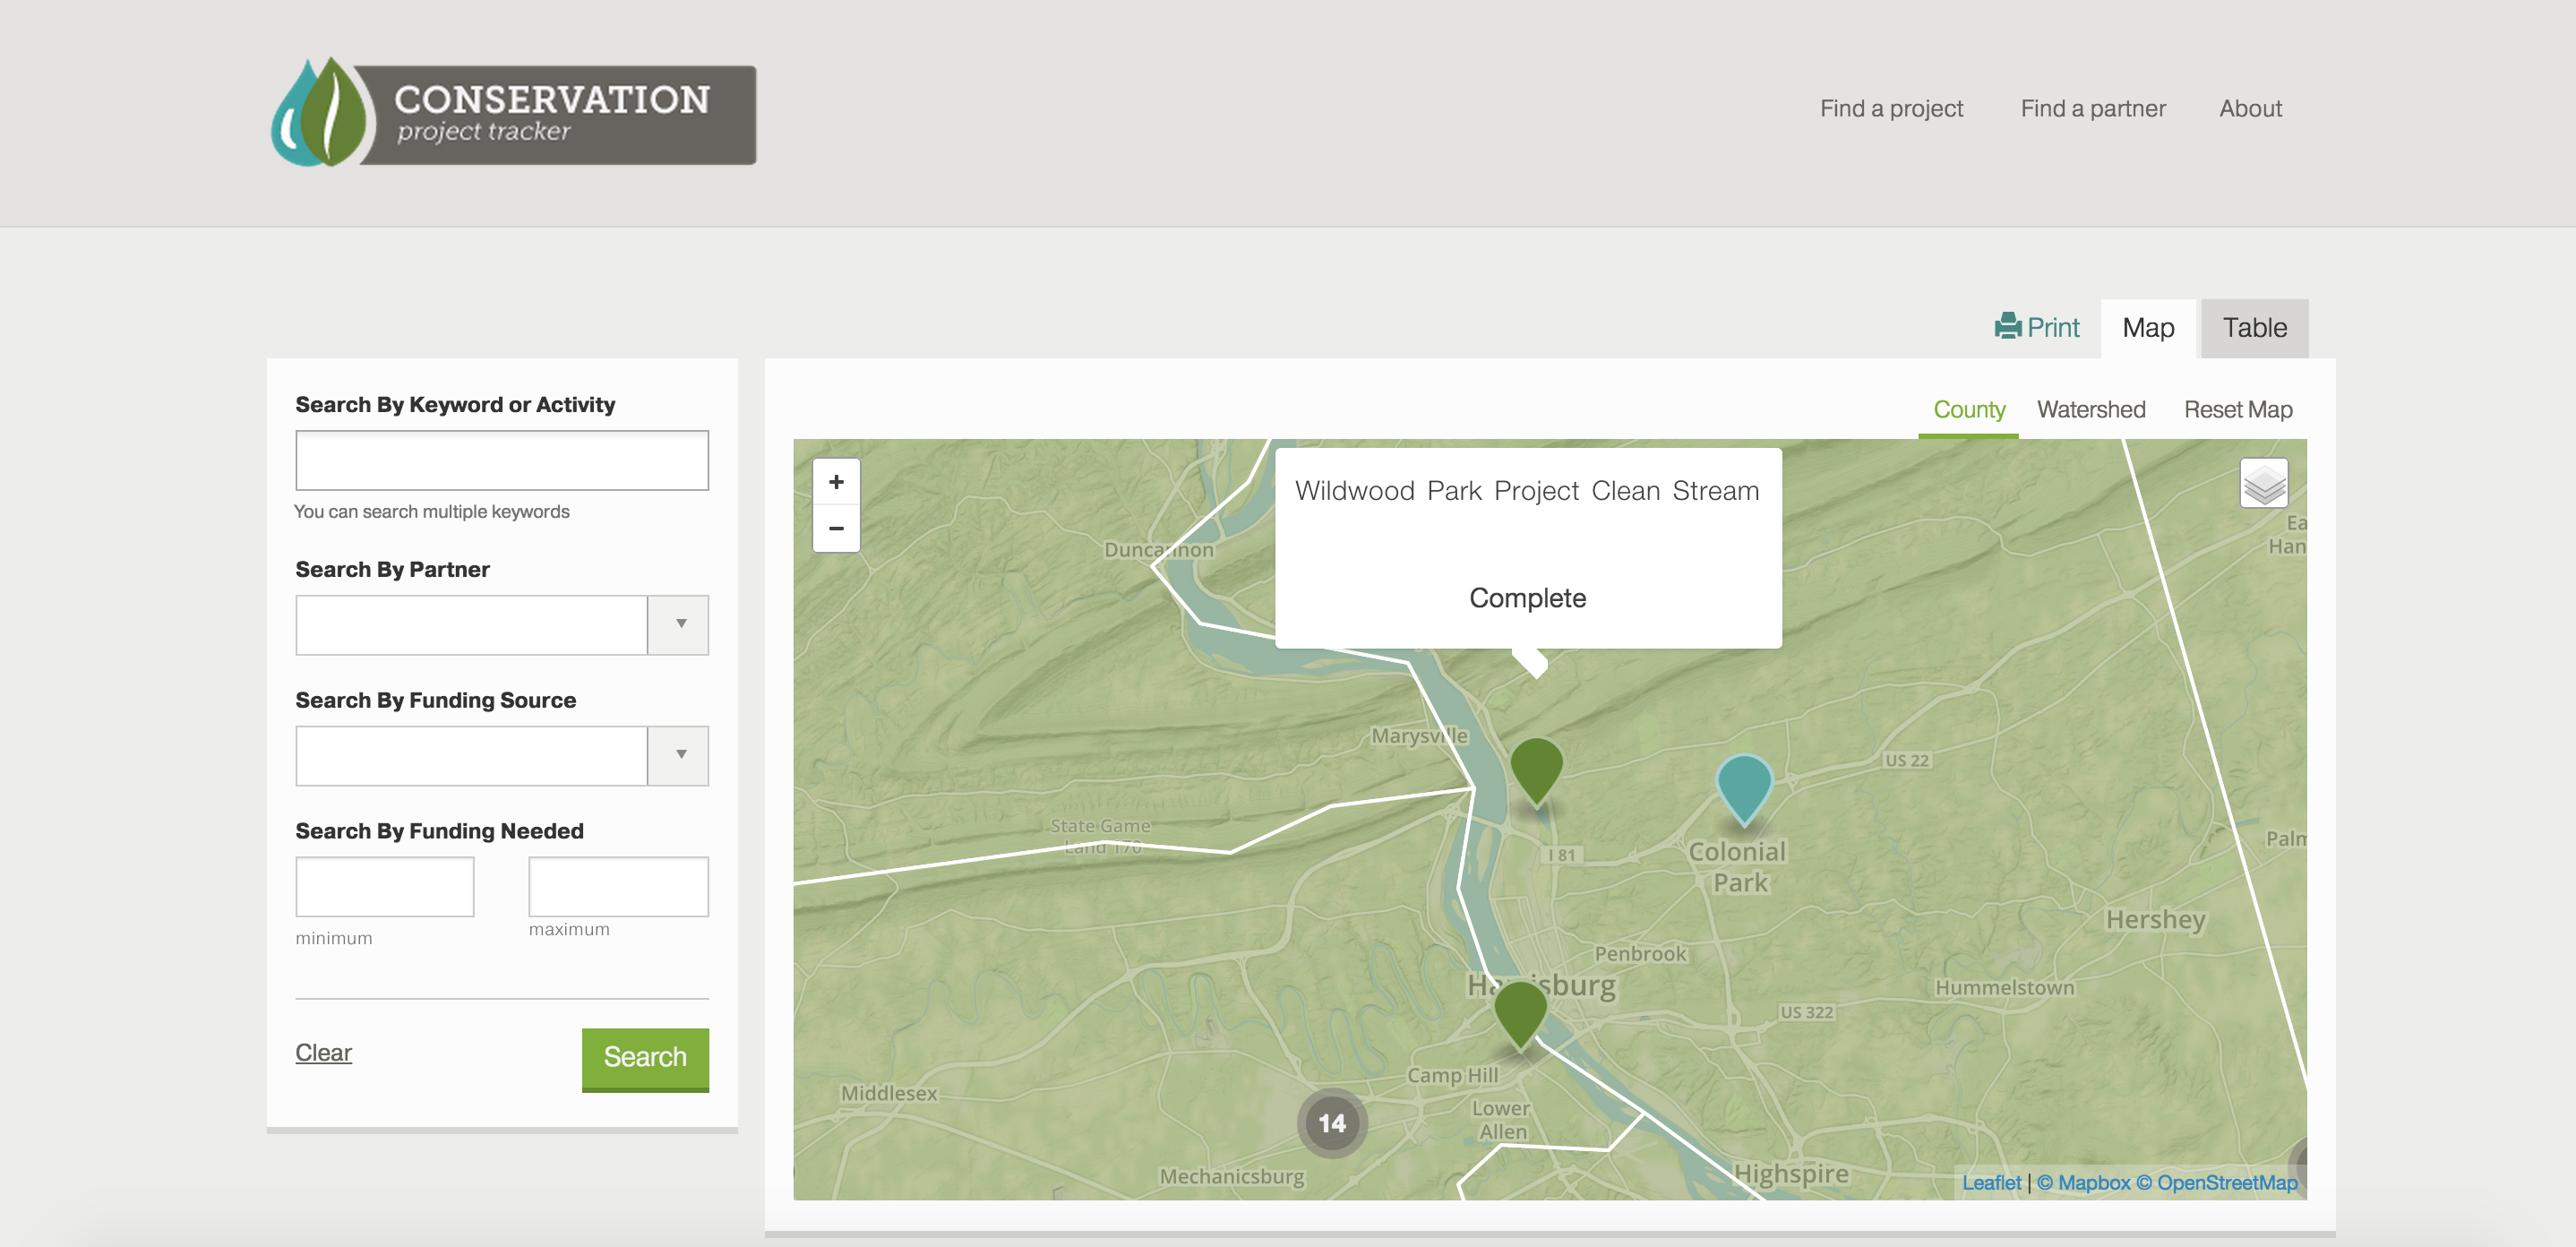 CONSERVATION
project tracker
Find a project
Find a partner
About
Print
Map
Table
Search By Keyword or Activity
You can search multiple keywords
Search By Partner
Search By Funding Source
Search By Funding Needed
minimum
maximum
Clear
Search
County
Watershed
Reset Map
+
−
Wildwood Park Project Clean Stream
Complete
Duncannon
Marysville
State Game
Land 170
I 81
US 22
Colonial
Park
Hershey
Penbrook
Harrisburg
Hummelstown
US 322
Camp Hill
Middlesex
14
Lower
Allen
Mechanicsburg
Highspire
Leaflet | © Mapbox © OpenStreetMap